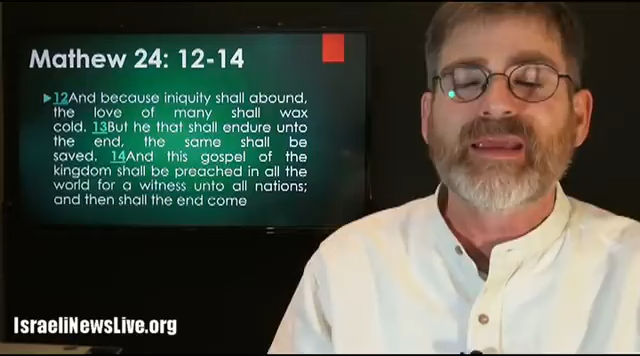 Mathew 24: 12-14
12And because iniquity shall abound,
the love of many shall wax
cold. 13But he that shall endure unto
the end, the same shall be
saved. 14And this gospel of the
kingdom shall be preached in all the
world for a witness unto all nations;
and then shall the end come
IsraeliNewsLive.org